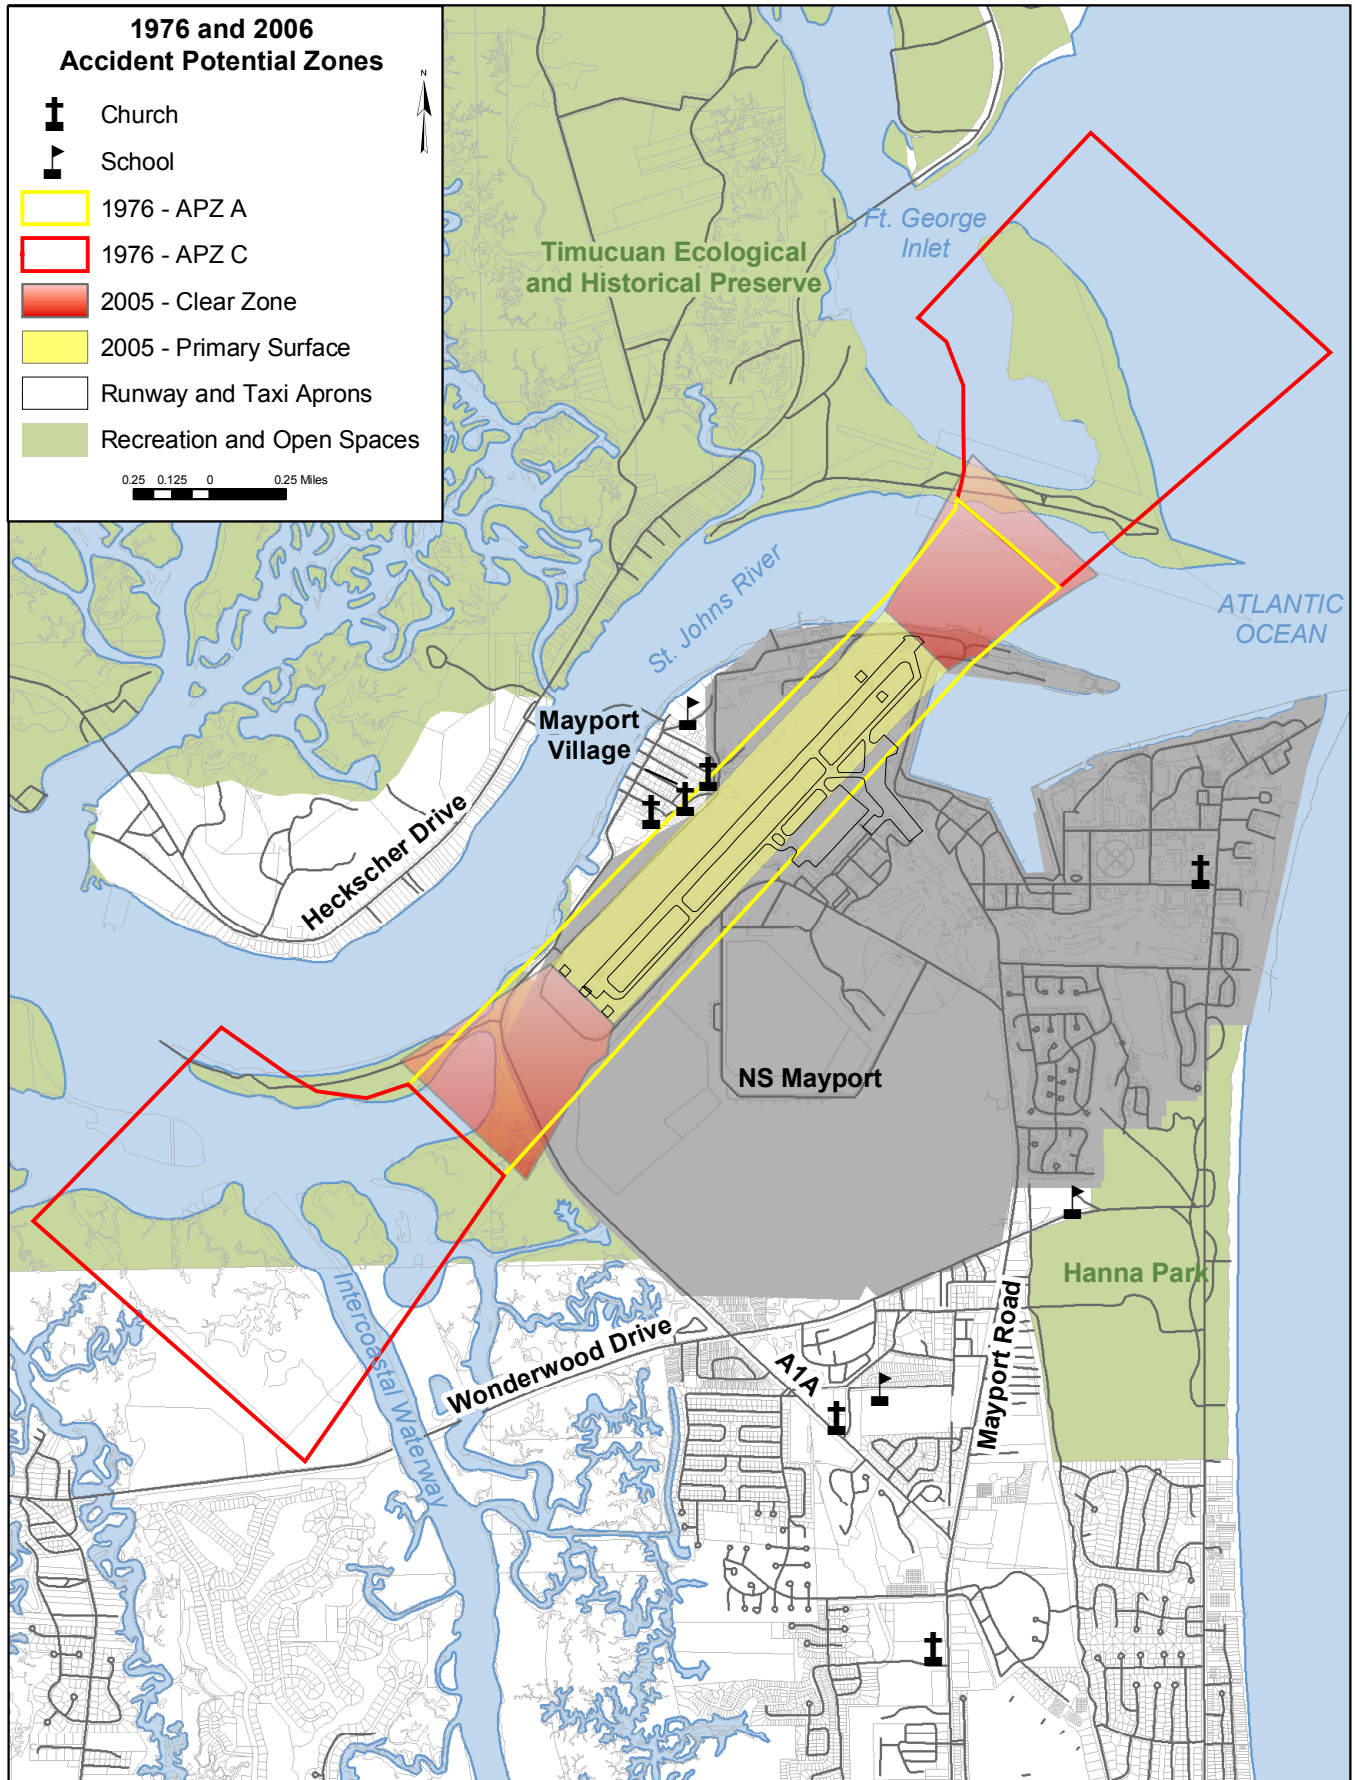 1976 and 2006
Accident Potential Zones
N
Church
School
1976 - APZ A
1976 - APZ C
2005 - Clear Zone
2005 - Primary Surface
Runway and Taxi Aprons
Recreation and Open Spaces
0.25 0.125 0 0.25 Miles
Ft. George
Inlet
Timucuan Ecological
and Historical Preserve
St. Johns River
ATLANTIC
OCEAN
Mayport
Village
Heckscher Drive
NS Mayport
Hanna Park
Intercoastal Waterway
Wonderwood Drive
A1A
Mayport Road